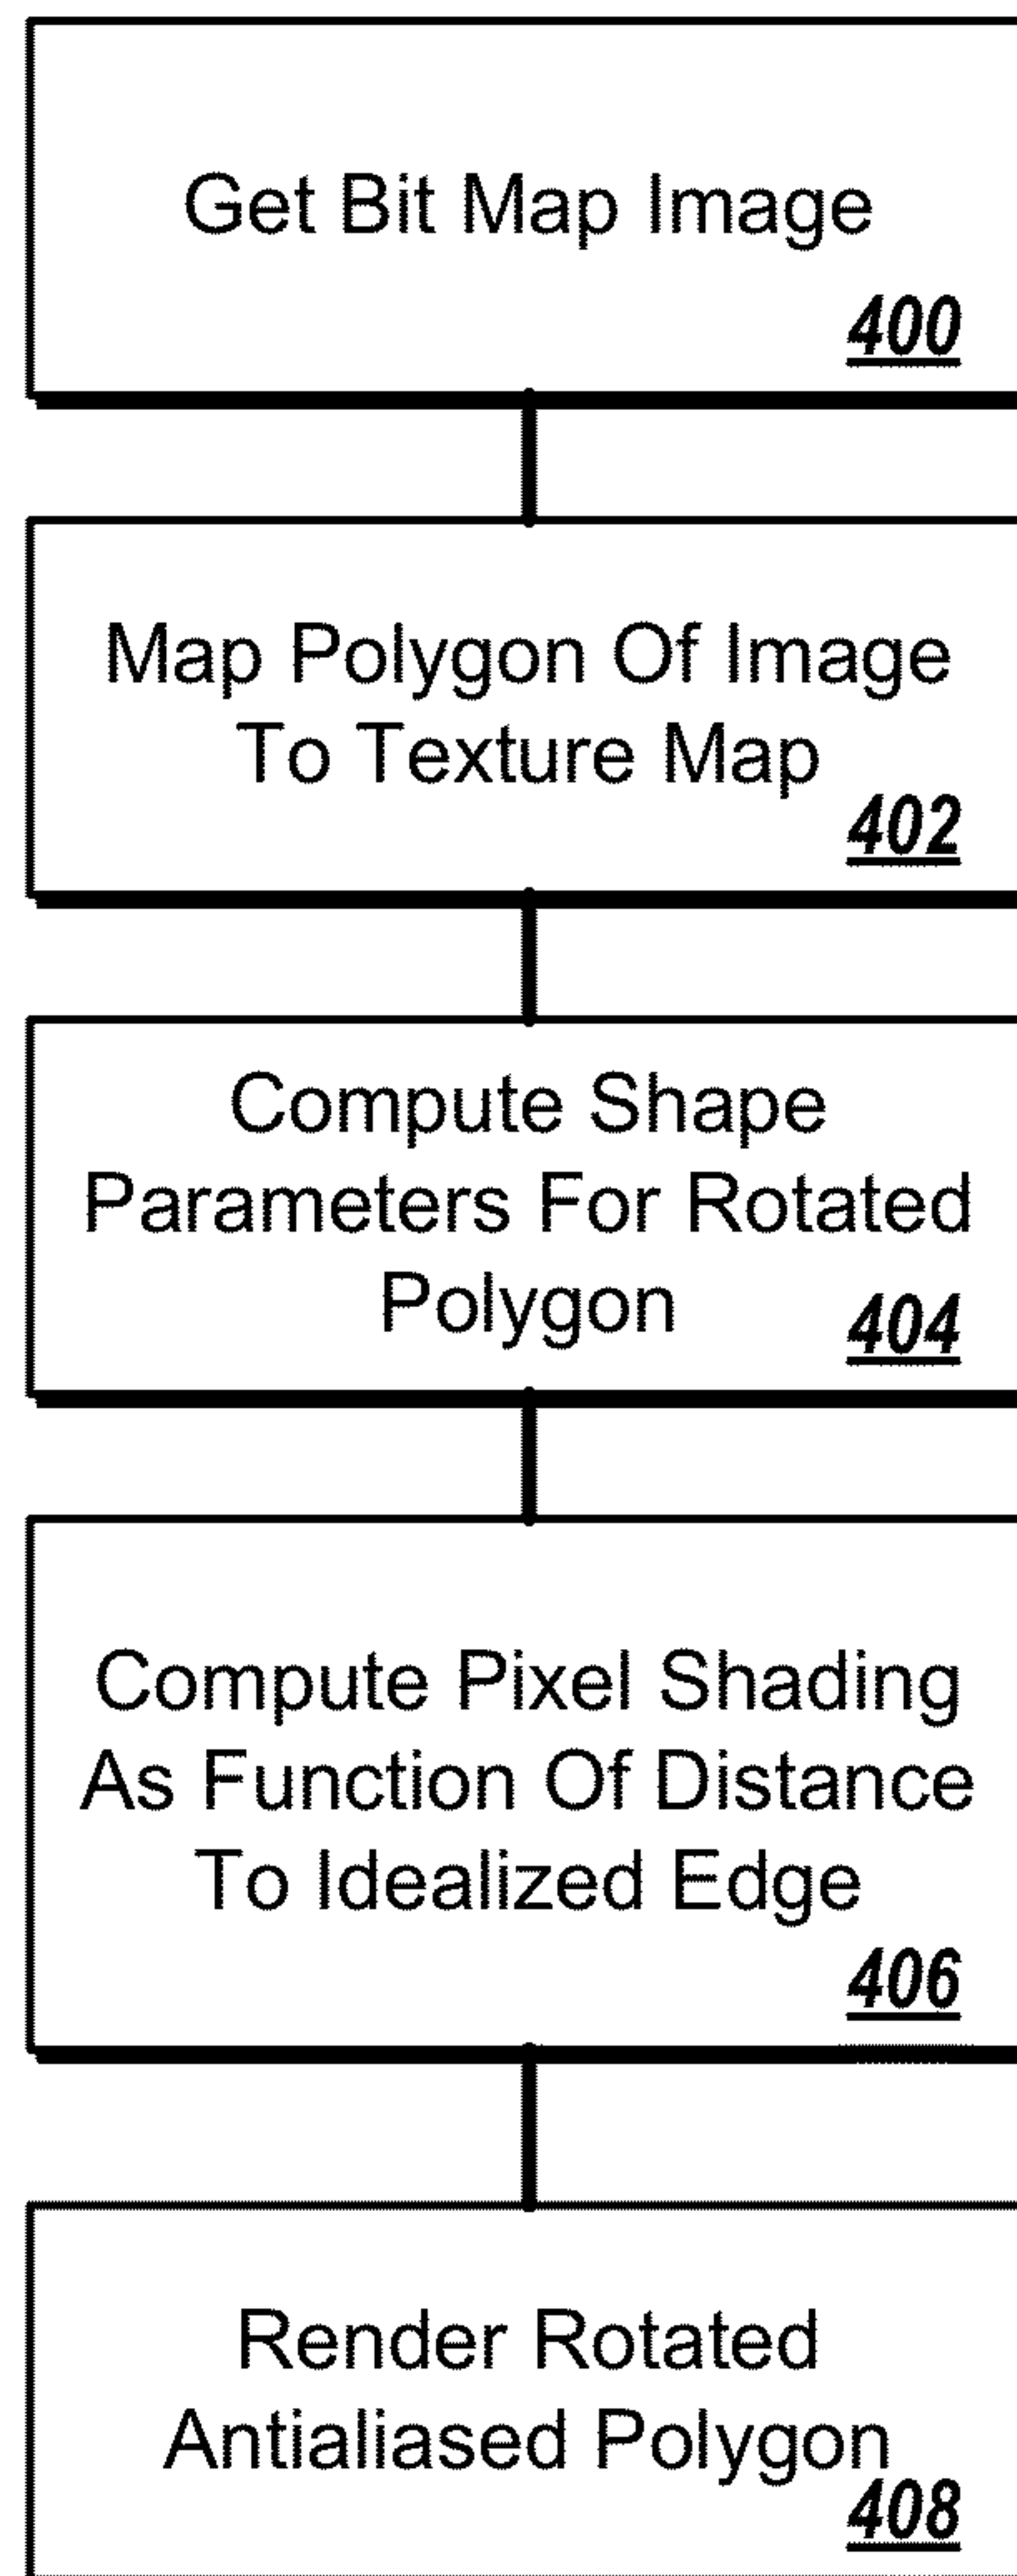 Get Bit Map Image
400
Map Polygon Of Image
To Texture Map
402
Compute Shape
Parameters For Rotated
Polygon
404
Compute Pixel Shading
As Function Of Distance
To Idealized Edge
406
Render Rotated
Antialiased Polygon
408